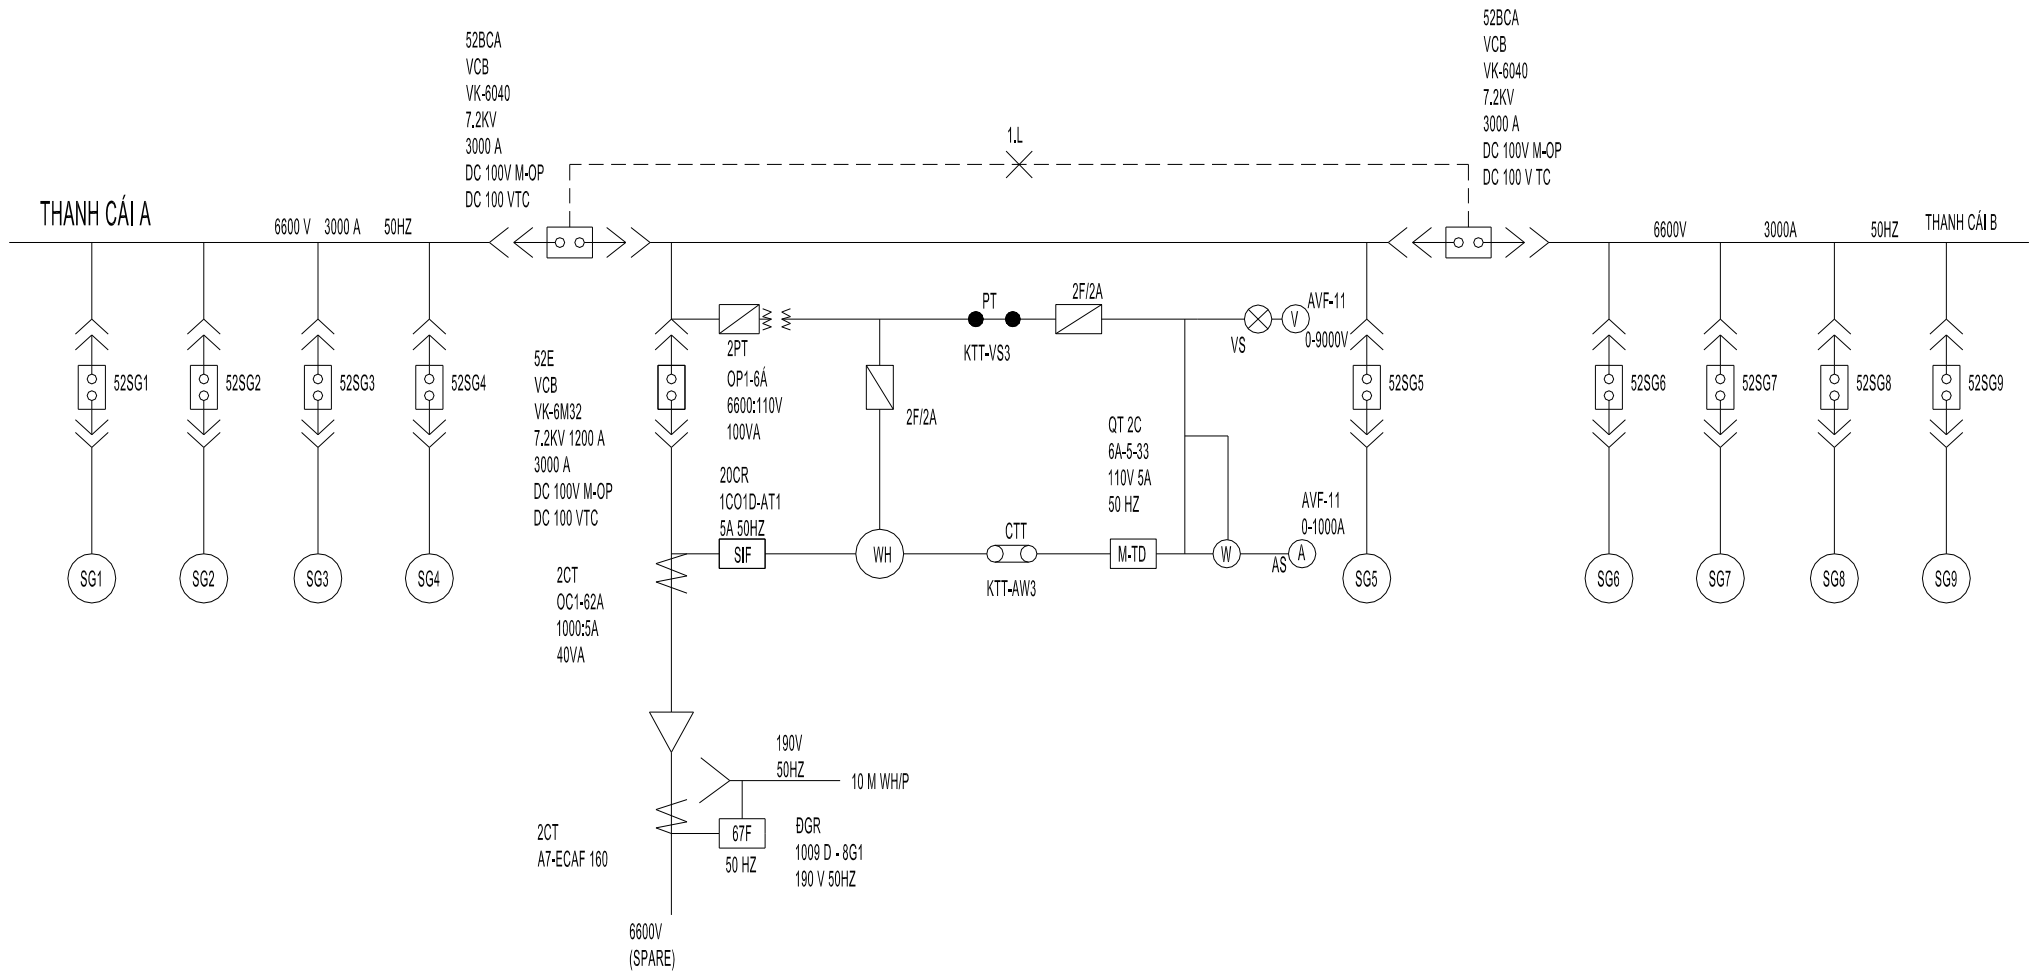 52BCA
VCB
VK-6040
7.2KV
3000 A
DC 100V M-OP
DC 100 VTC
1.L
52BCA
VCB
VK-6040
7.2KV
3000 A
DC 100V M-OP
DC 100 V TC
THANH CÁI A
6600 V 3000 A 50HZ
6600V 3000A 50HZ
THANH CÁI B
52SG1
52SG2
52SG3
52SG4
52E
VCB
VK-6M32
7.2KV 1200 A
3000 A
DC 100V M-OP
DC 100 VTC
2PT
OP1-6Á
6600:110V
100VA
2F/2A
PT
KTT-VS3
2F/2A
VS
V
AVF-11
0-9000V
52SG5
52SG6
52SG7
52SG8
52SG9
20CR
1CO1D-AT1
5A 50HZ
SIF
WH
CTT
KTT-AW3
QT 2C
6A-5-33
110V 5A
50 HZ
M-TD
W
AS
A
AVF-11
0-1000A
SG1
SG2
SG3
SG4
SG5
SG6
SG7
SG8
SG9
2CT
OC1-62A
1000:5A
40VA
190V
50HZ
10 M WH/P
2CT
A7-ECAF 160
67F
50 HZ
ĐGR
1009 D - 8G1
190 V 50HZ
6600V
(SPARE)